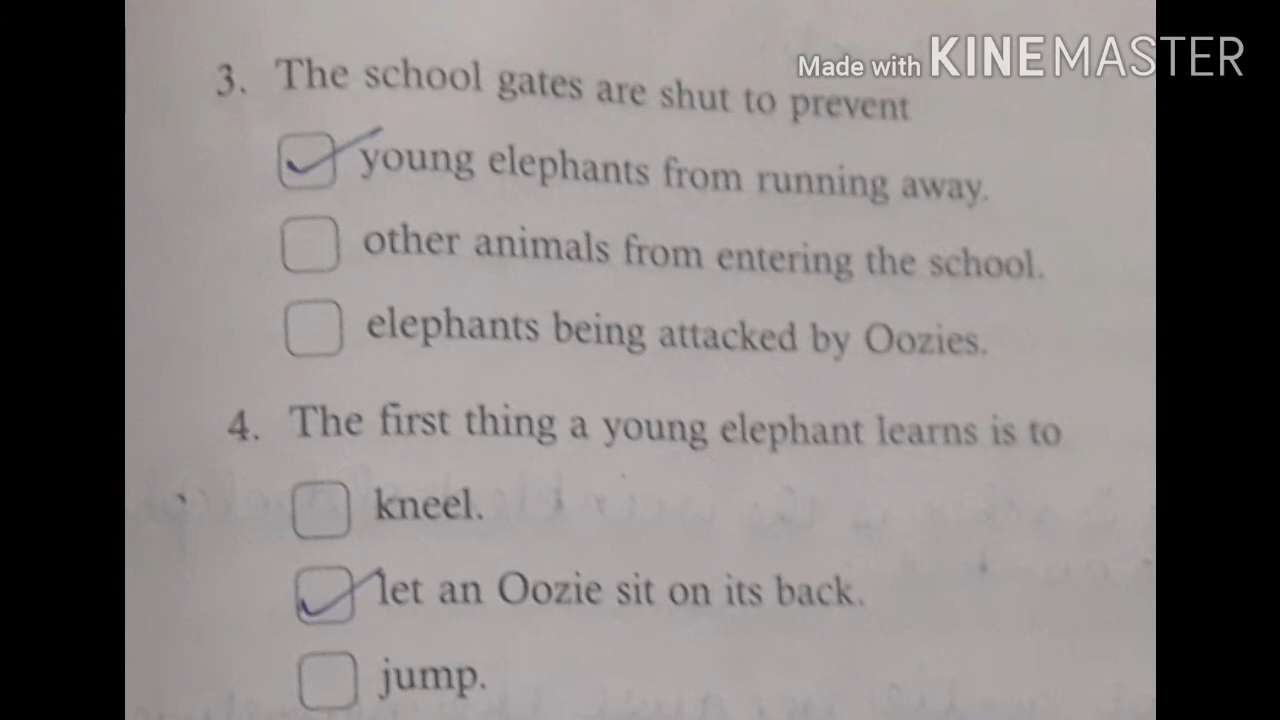 Made with KINEMASTER
3. The school gates are shut to prevent
young elephants from running away.
other animals from entering the school.
elephants being attacked by Oozies.
4. The first thing a young elephant learns is to
kneel.
let an Oozie sit on its back.
jump.